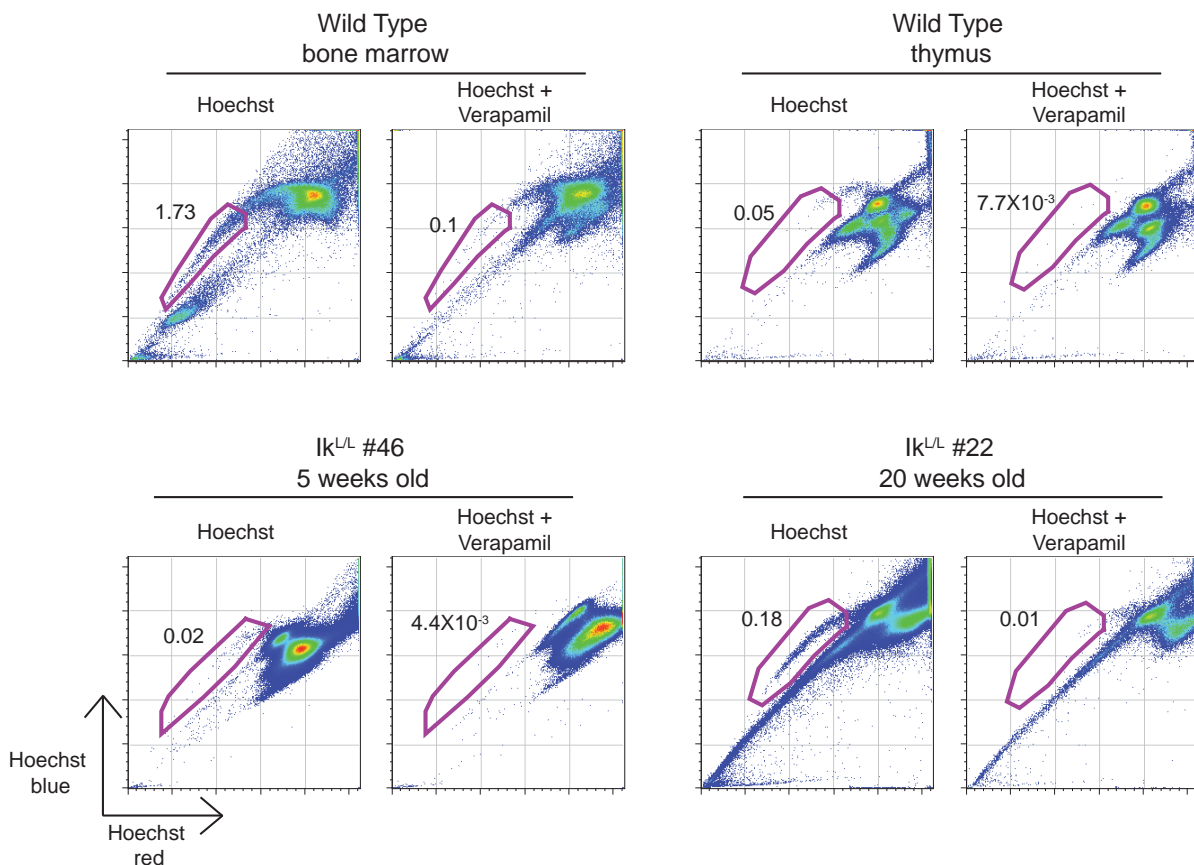 Wild Type
bone marrow
Hoechst
Hoechst +
Verapamil
1.73
0.1
Wild Type
thymus
Hoechst
Hoechst +
Verapamil
0.05
7.7X10⁻³
Ik^L/L #46
5 weeks old
Hoechst
Hoechst +
Verapamil
0.02
4.4X10⁻³
Ik^L/L #22
20 weeks old
Hoechst
Hoechst +
Verapamil
0.18
0.01
Hoechst
blue
Hoechst
red